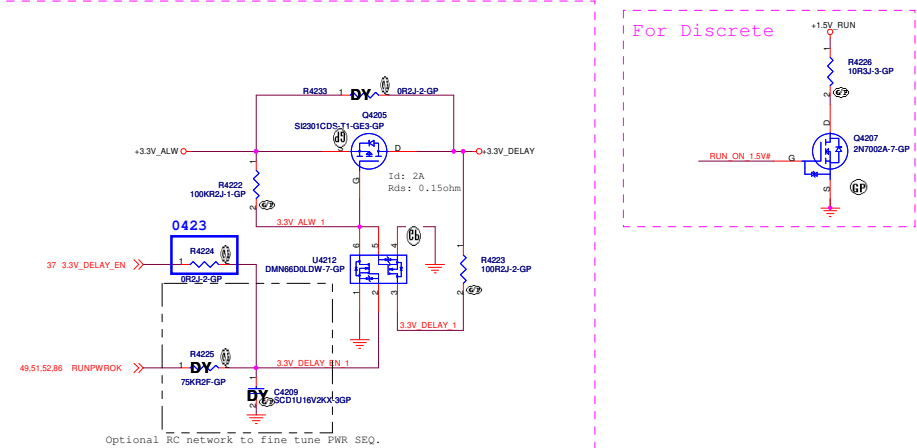 For Discrete
+1.5V_RUN
1
R4226
10R3J-3-GP
2
D
Q4207
2N7002A-7-GP
RUN_ON_1.5V#
G
S
GP
R4233
1
DY
0R2J-2-GP
Q4205
SI2301CDS-T1-GE3-GP
GP
+3.3V_ALW
S
D
+3.3V_DELAY
G
Id: 2A
Rds: 0.15ohm
1
R4222
100KR2J-1-GP
2
3.3V_ALW_1
0423
R4224
1
0R2J-2-GP
37 3.3V_DELAY_EN
U4212
DMN66D0LDW-7-GP
6
5
4
1
2
3
1
R4223
100R2J-2-GP
2
3.3V_DELAY_1
R4225
49,51,52,86 RUNPWROK
1
DY
75KR2F-GP
3.3V_DELAY_EN_1
1
C4209
DY
SCD1U16V2KX-3GP
2
Optional RC network to fine tune PWR SEQ.